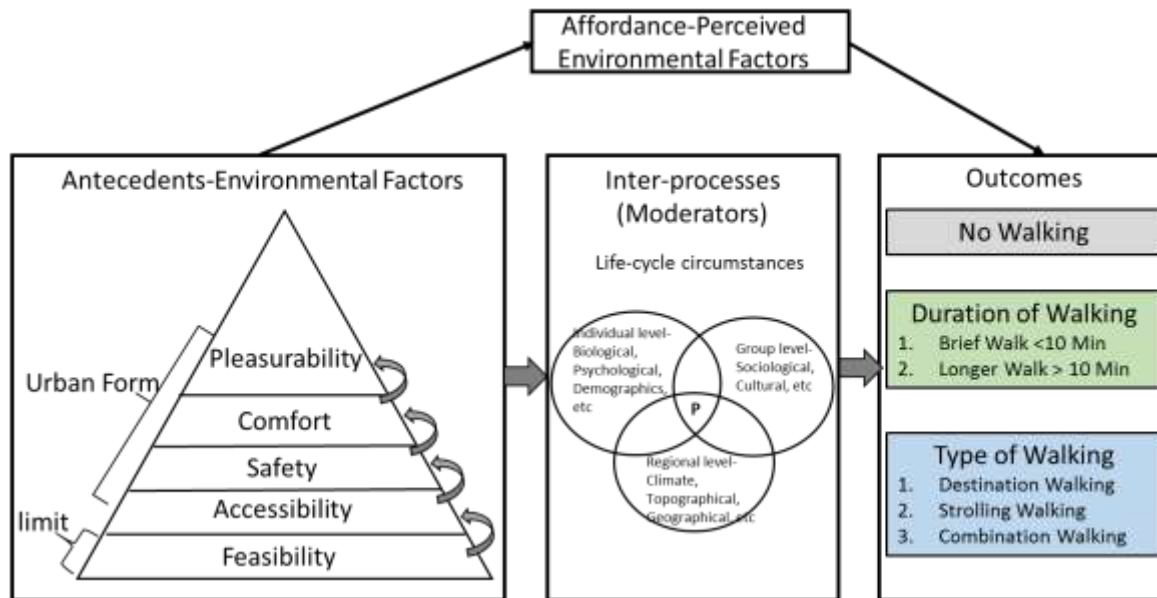 Affordance-Perceived
Environmental Factors
Antecedents-Environmental Factors
Urban Form
limit
Pleasurability
Comfort
Safety
Accessibility
Feasibility
Inter-processes
(Moderators)
Life-cycle circumstances
Individual level-
Biological,
Psychological,
Demographics,
etc
Group level-
Sociological,
Cultural, etc
P
Regional level-
Climate,
Topographical,
Geographical, etc
Outcomes
No Walking
Duration of Walking
1. Brief Walk <10 Min
2. Longer Walk > 10 Min
Type of Walking
1. Destination Walking
2. Strolling Walking
3. Combination Walking